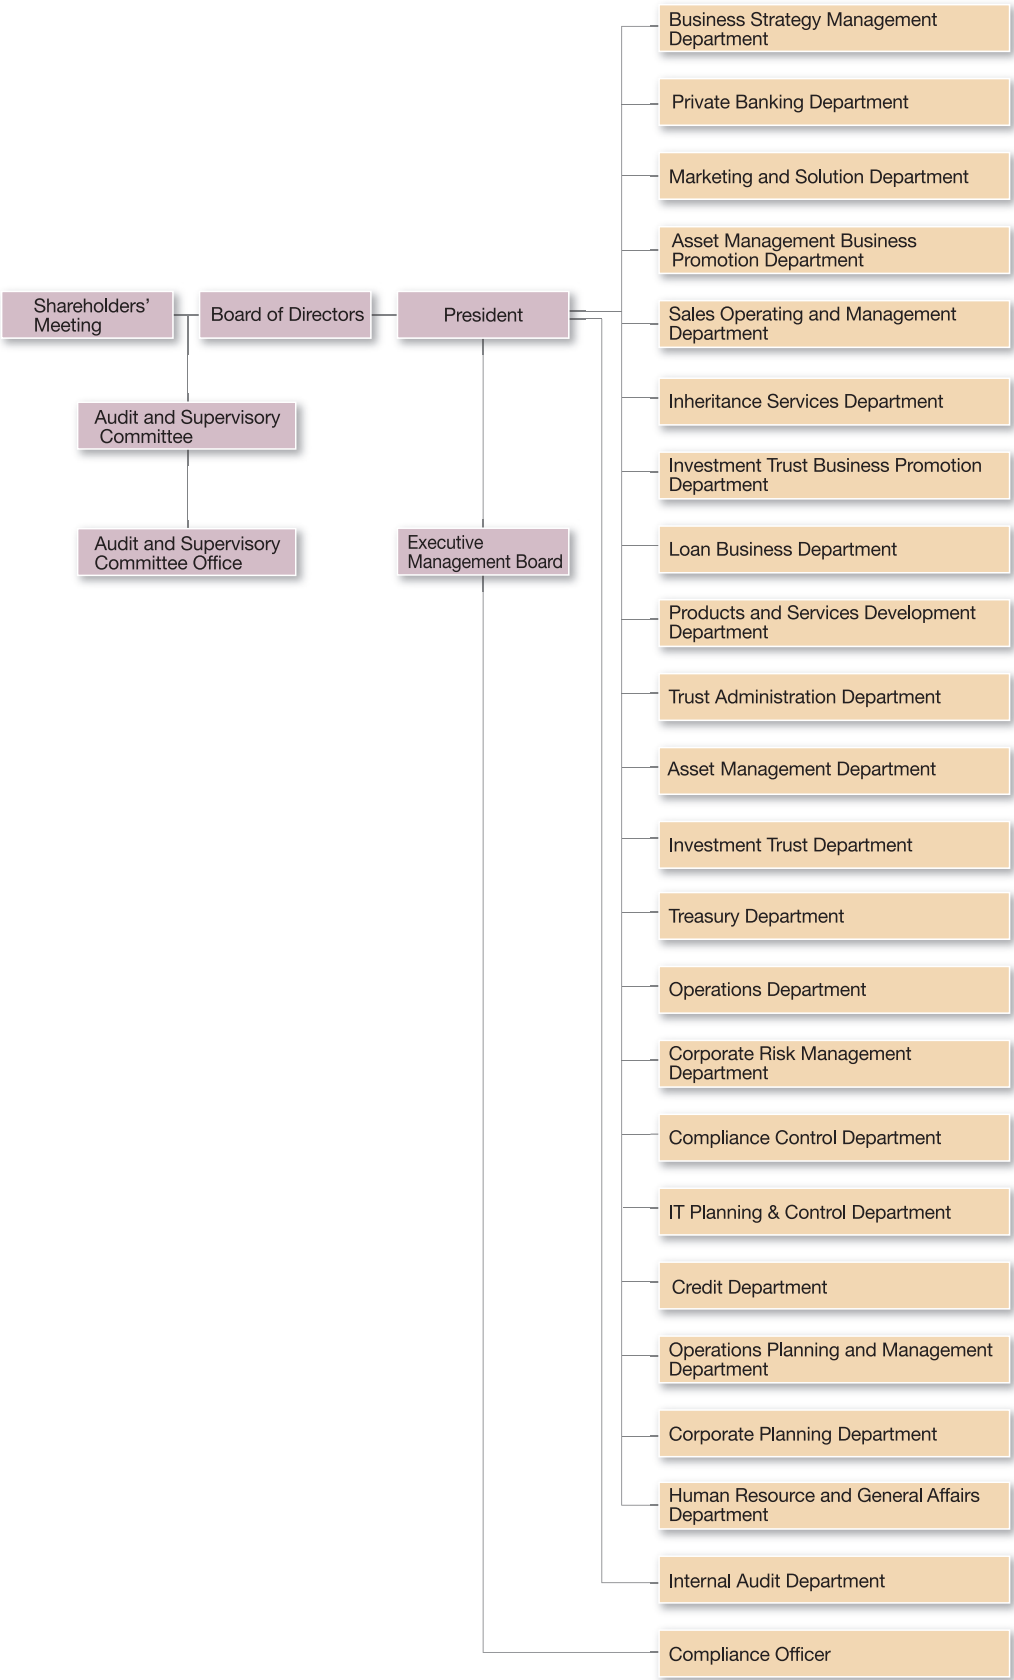 Shareholders’
Meeting
Board of Directors
President
Audit and Supervisory
Committee
Audit and Supervisory
Committee Office
Executive
Management Board
Business Strategy Management
Department
Private Banking Department
Marketing and Solution Department
Asset Management Business
Promotion Department
Sales Operating and Management
Department
Inheritance Services Department
Investment Trust Business Promotion
Department
Loan Business Department
Products and Services Development
Department
Trust Administration Department
Asset Management Department
Investment Trust Department
Treasury Department
Operations Department
Corporate Risk Management
Department
Compliance Control Department
IT Planning & Control Department
Credit Department
Operations Planning and Management
Department
Corporate Planning Department
Human Resource and General Affairs
Department
Internal Audit Department
Compliance Officer